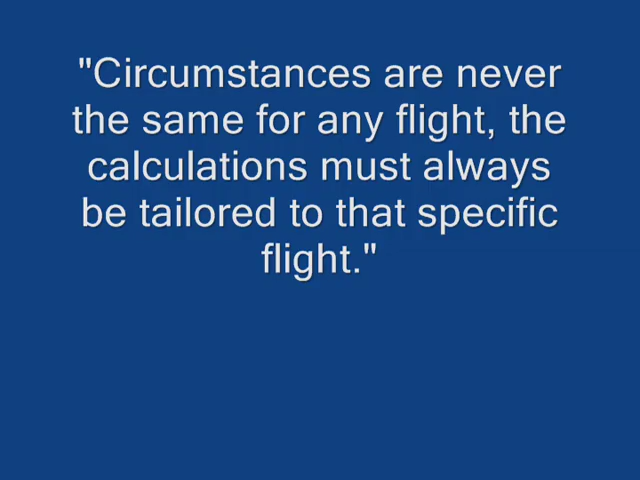 "Circumstances are never
the same for any flight, the
calculations must always
be tailored to that specific
flight."